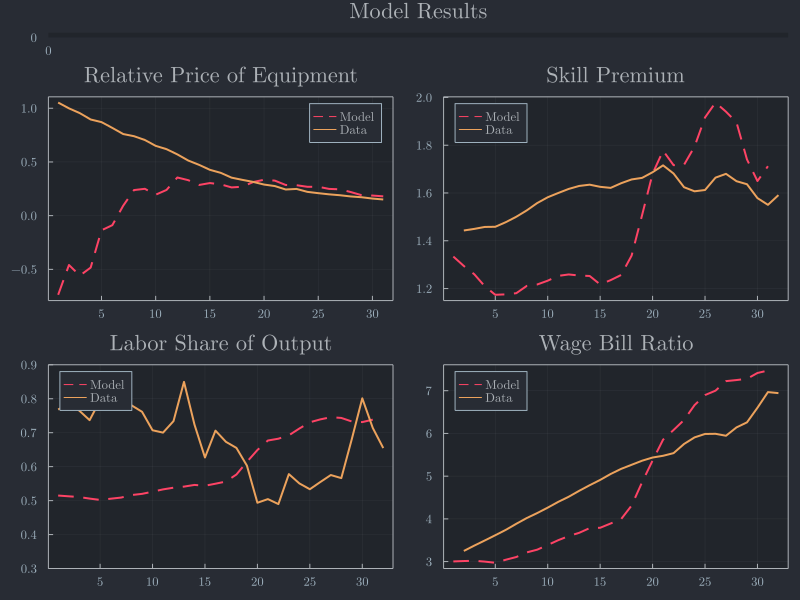 Model Results
0
0
Relative Price of Equipment
Skill Premium
1.0
0.5
0.0
−0.5
Model
Data
5 10 15 20 25 30
2.0
1.8
1.6
1.4
1.2
Model
Data
5 10 15 20 25 30
Labor Share of Output
Wage Bill Ratio
0.9
0.8
0.7
0.6
0.5
0.4
0.3
Model
Data
5 10 15 20 25 30
7
6
5
4
3
Model
Data
5 10 15 20 25 30